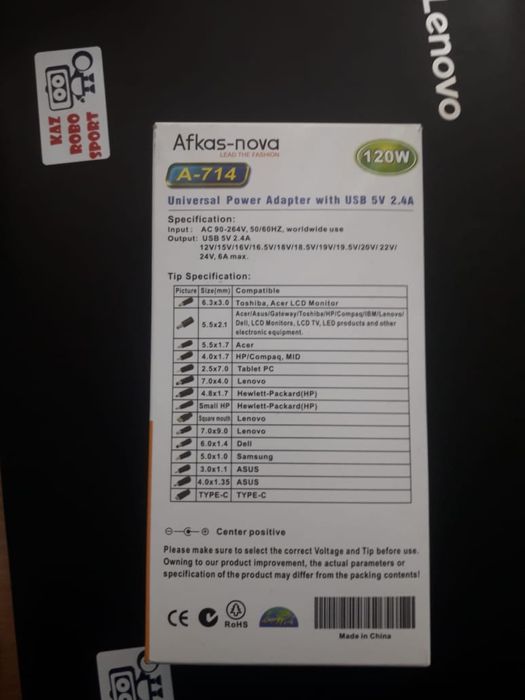 Lenovo
KAZ
ROBO
SPORT
Afkas-nova
LEAD THE FASHION
120W
A-714
Universal Power Adapter with USB 5V 2.4A
Specification:
Input: AC 90-264V, 50/60HZ, worldwide use
Output: USB 5V 2.4A
12V/15V/16V/16.5V/18V/18.5V/19V/19.5V/20V/22V/
24V, 6A max.
Tip Specification:
Picture Size(mm) Compatible
6.3x3.0 Toshiba, Acer LCD Monitor
5.5x2.1 Acer/Asus/Gateway/Toshiba/HP/Compaq/IBM/Lenovo/
Dell, LCD Monitors, LCD TV, LED products and other
electronic equipment.
5.5x1.7 Acer
4.0x1.7 HP/Compaq, MID
2.5x7.0 Tablet PC
7.0x4.0 Lenovo
4.8x1.7 Hewlett-Packard(HP)
Small HP Hewlett-Packard(HP)
Square mouth Lenovo
7.0x9.0 Lenovo
6.0x1.4 Dell
5.0x1.0 Samsung
3.0x1.1 ASUS
4.0x1.35 ASUS
TYPE-C TYPE-C
Center positive
Please make sure to select the correct Voltage and Tip before use.
Owning to our product improvement, the actual parameters or
specification of the product may differ from the packing contents!
CE
RoHS
Made in China